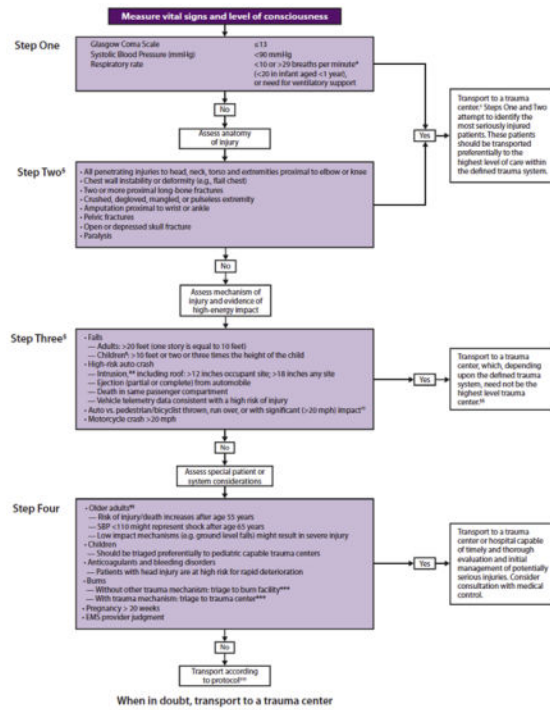 Measure vital signs and level of consciousness
Step One
Glasgow Coma Scale ≤13
Systolic Blood Pressure (mmHg) <90 mmHg
Respiratory rate <10 or >29 breaths per minute*
(<20 in infant aged <1 year),
or need for ventilatory support
No
Assess anatomy
of injury
Yes
Transport to a trauma
center.† Steps One and Two
attempt to identify the
most seriously injured
patients. These patients
should be transported
preferentially to the
highest level of care within
the defined trauma system.
Step Two§
• All penetrating injuries to head, neck, torso and extremities proximal to elbow or knee
• Chest wall instability or deformity (e.g., flail chest)
• Two or more proximal long-bone fractures
• Crushed, degloved, mangled, or pulseless extremity
• Amputation proximal to wrist or ankle
• Pelvic fractures
• Open or depressed skull fracture
• Paralysis
No
Assess mechanism of
injury and evidence of
high-energy impact
Step Three§
• Falls
— Adults: >20 feet (one story is equal to 10 feet)
— Children¶: >10 feet or two or three times the height of the child
• High-risk auto crash
— Intrusion,** including roof: >12 inches occupant site; >18 inches any site
— Ejection (partial or complete) from automobile
— Death in same passenger compartment
— Vehicle telemetry data consistent with a high risk of injury
• Auto vs. pedestrian/bicyclist thrown, run over, or with significant (>20 mph) impact††
• Motorcycle crash >20 mph
Yes
Transport to a trauma
center, which, depending
upon the defined trauma
system, need not be the
highest level trauma
center.§§
No
Assess special patient or
system considerations
Step Four
• Older adults¶¶
— Risk of injury/death increases after age 55 years
— SBP <110 might represent shock after age 65 years
— Low impact mechanisms (e.g. ground level falls) might result in severe injury
• Children
— Should be triaged preferentially to pediatric capable trauma centers
• Anticoagulants and bleeding disorders
— Patients with head injury are at high risk for rapid deterioration
• Burns
— Without other trauma mechanism: triage to burn facility***
— With trauma mechanism: triage to trauma center***
• Pregnancy > 20 weeks
• EMS provider judgment
Yes
Transport to a trauma
center or hospital capable
of timely and thorough
evaluation and initial
management of potentially
serious injuries. Consider
consultation with medical
control.
No
Transport according
to protocol†††
When in doubt, transport to a trauma center